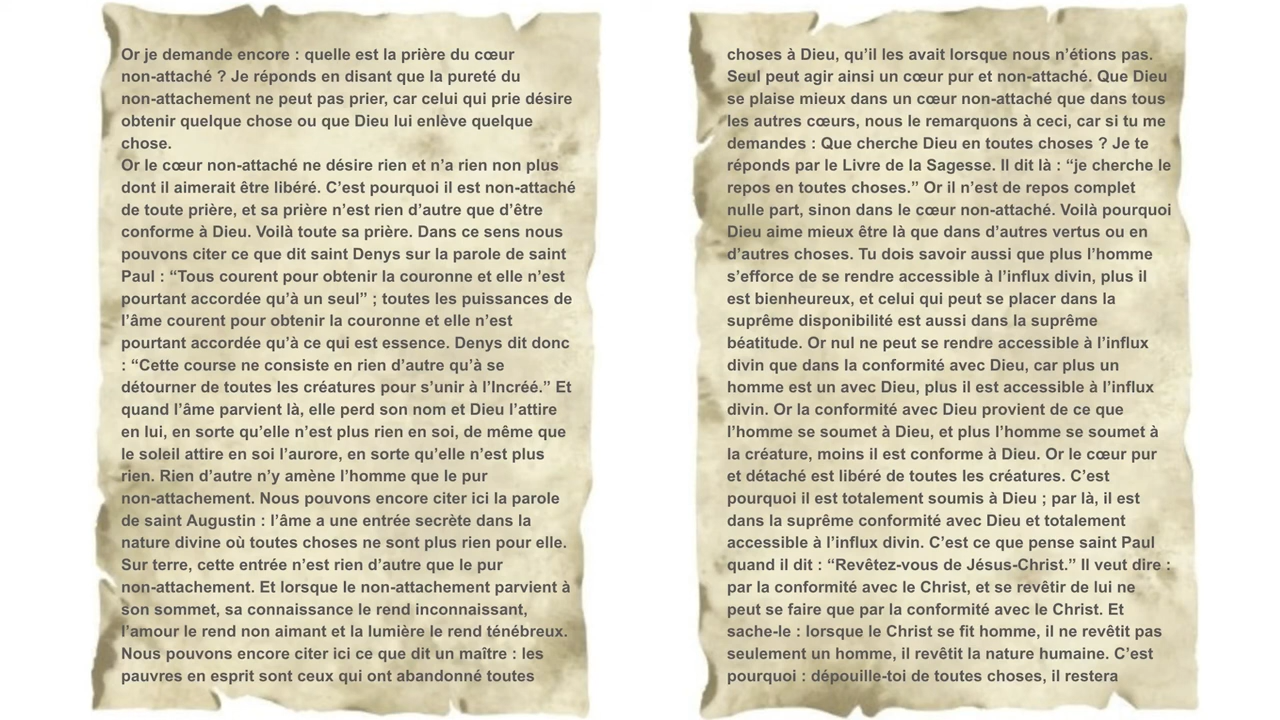 Or je demande encore : quelle est la prière du cœur
non-attaché ? Je réponds en disant que la pureté du
non-attachement ne peut pas prier, car celui qui prie désire
obtenir quelque chose ou que Dieu lui enlève quelque
chose.
Or le cœur non-attaché ne désire rien et n’a rien non plus
dont il aimerait être libéré. C’est pourquoi il est non-attaché
de toute prière, et sa prière n’est rien d’autre que d’être
conforme à Dieu. Voilà toute sa prière. Dans ce sens nous
pouvons citer ce que dit saint Denys sur la parole de saint
Paul : “Tous courent pour obtenir la couronne et elle n’est
pourtant accordée qu’à un seul” ; toutes les puissances de
l’âme courent pour obtenir la couronne et elle n’est
pourtant accordée qu’à ce qui est essence. Denys dit donc
: “Cette course ne consiste en rien d’autre qu’à se
détourner de toutes les créatures pour s’unir à l’Incréé.” Et
quand l’âme parvient là, elle perd son nom et Dieu l’attire
en lui, en sorte qu’elle n’est plus rien en soi, de même que
le soleil attire en soi l’aurore, en sorte qu’elle n’est plus
rien. Rien d’autre n’y amène l’homme que le pur
non-attachement. Nous pouvons encore citer ici la parole
de saint Augustin : l’âme a une entrée secrète dans la
nature divine où toutes choses ne sont plus rien pour elle.
Sur terre, cette entrée n’est rien d’autre que le pur
non-attachement. Et lorsque le non-attachement parvient à
son sommet, sa connaissance le rend inconnaissant,
l’amour le rend non aimant et la lumière le rend ténébreux.
Nous pouvons encore citer ici ce que dit un maître : les
pauvres en esprit sont ceux qui ont abandonné toutes
choses à Dieu, qu’il les avait lorsque nous n’étions pas.
Seul peut agir ainsi un cœur pur et non-attaché. Que Dieu
se plaise mieux dans un cœur non-attaché que dans tous
les autres cœurs, nous le remarquons à ceci, car si tu me
demandes : Que cherche Dieu en toutes choses ? Je te
réponds par le Livre de la Sagesse. Il dit là : “je cherche le
repos en toutes choses.” Or il n’est de repos complet
nulle part, sinon dans le cœur non-attaché. Voilà pourquoi
Dieu aime mieux être là que dans d’autres vertus ou en
d’autres choses. Tu dois savoir aussi que plus l’homme
s’efforce de se rendre accessible à l’influx divin, plus il
est bienheureux, et celui qui peut se placer dans la
suprême disponibilité est aussi dans la suprême
béatitude. Or nul ne peut se rendre accessible à l’influx
divin que dans la conformité avec Dieu, car plus un
homme est un avec Dieu, plus il est accessible à l’influx
divin. Or la conformité avec Dieu provient de ce que
l’homme se soumet à Dieu, et plus l’homme se soumet à
la créature, moins il est conforme à Dieu. Or le cœur pur
et détaché est libéré de toutes les créatures. C’est
pourquoi il est totalement soumis à Dieu ; par là, il est
dans la suprême conformité avec Dieu et totalement
accessible à l’influx divin. C’est ce que pense saint Paul
quand il dit : “Revêtez-vous de Jésus-Christ.” Il veut dire :
par la conformité avec le Christ, et se revêtir de lui ne
peut se faire que par la conformité avec le Christ. Et
sache-le : lorsque le Christ se fit homme, il ne revêtit pas
seulement un homme, il revêtit la nature humaine. C’est
pourquoi : dépouille-toi de toutes choses, il restera